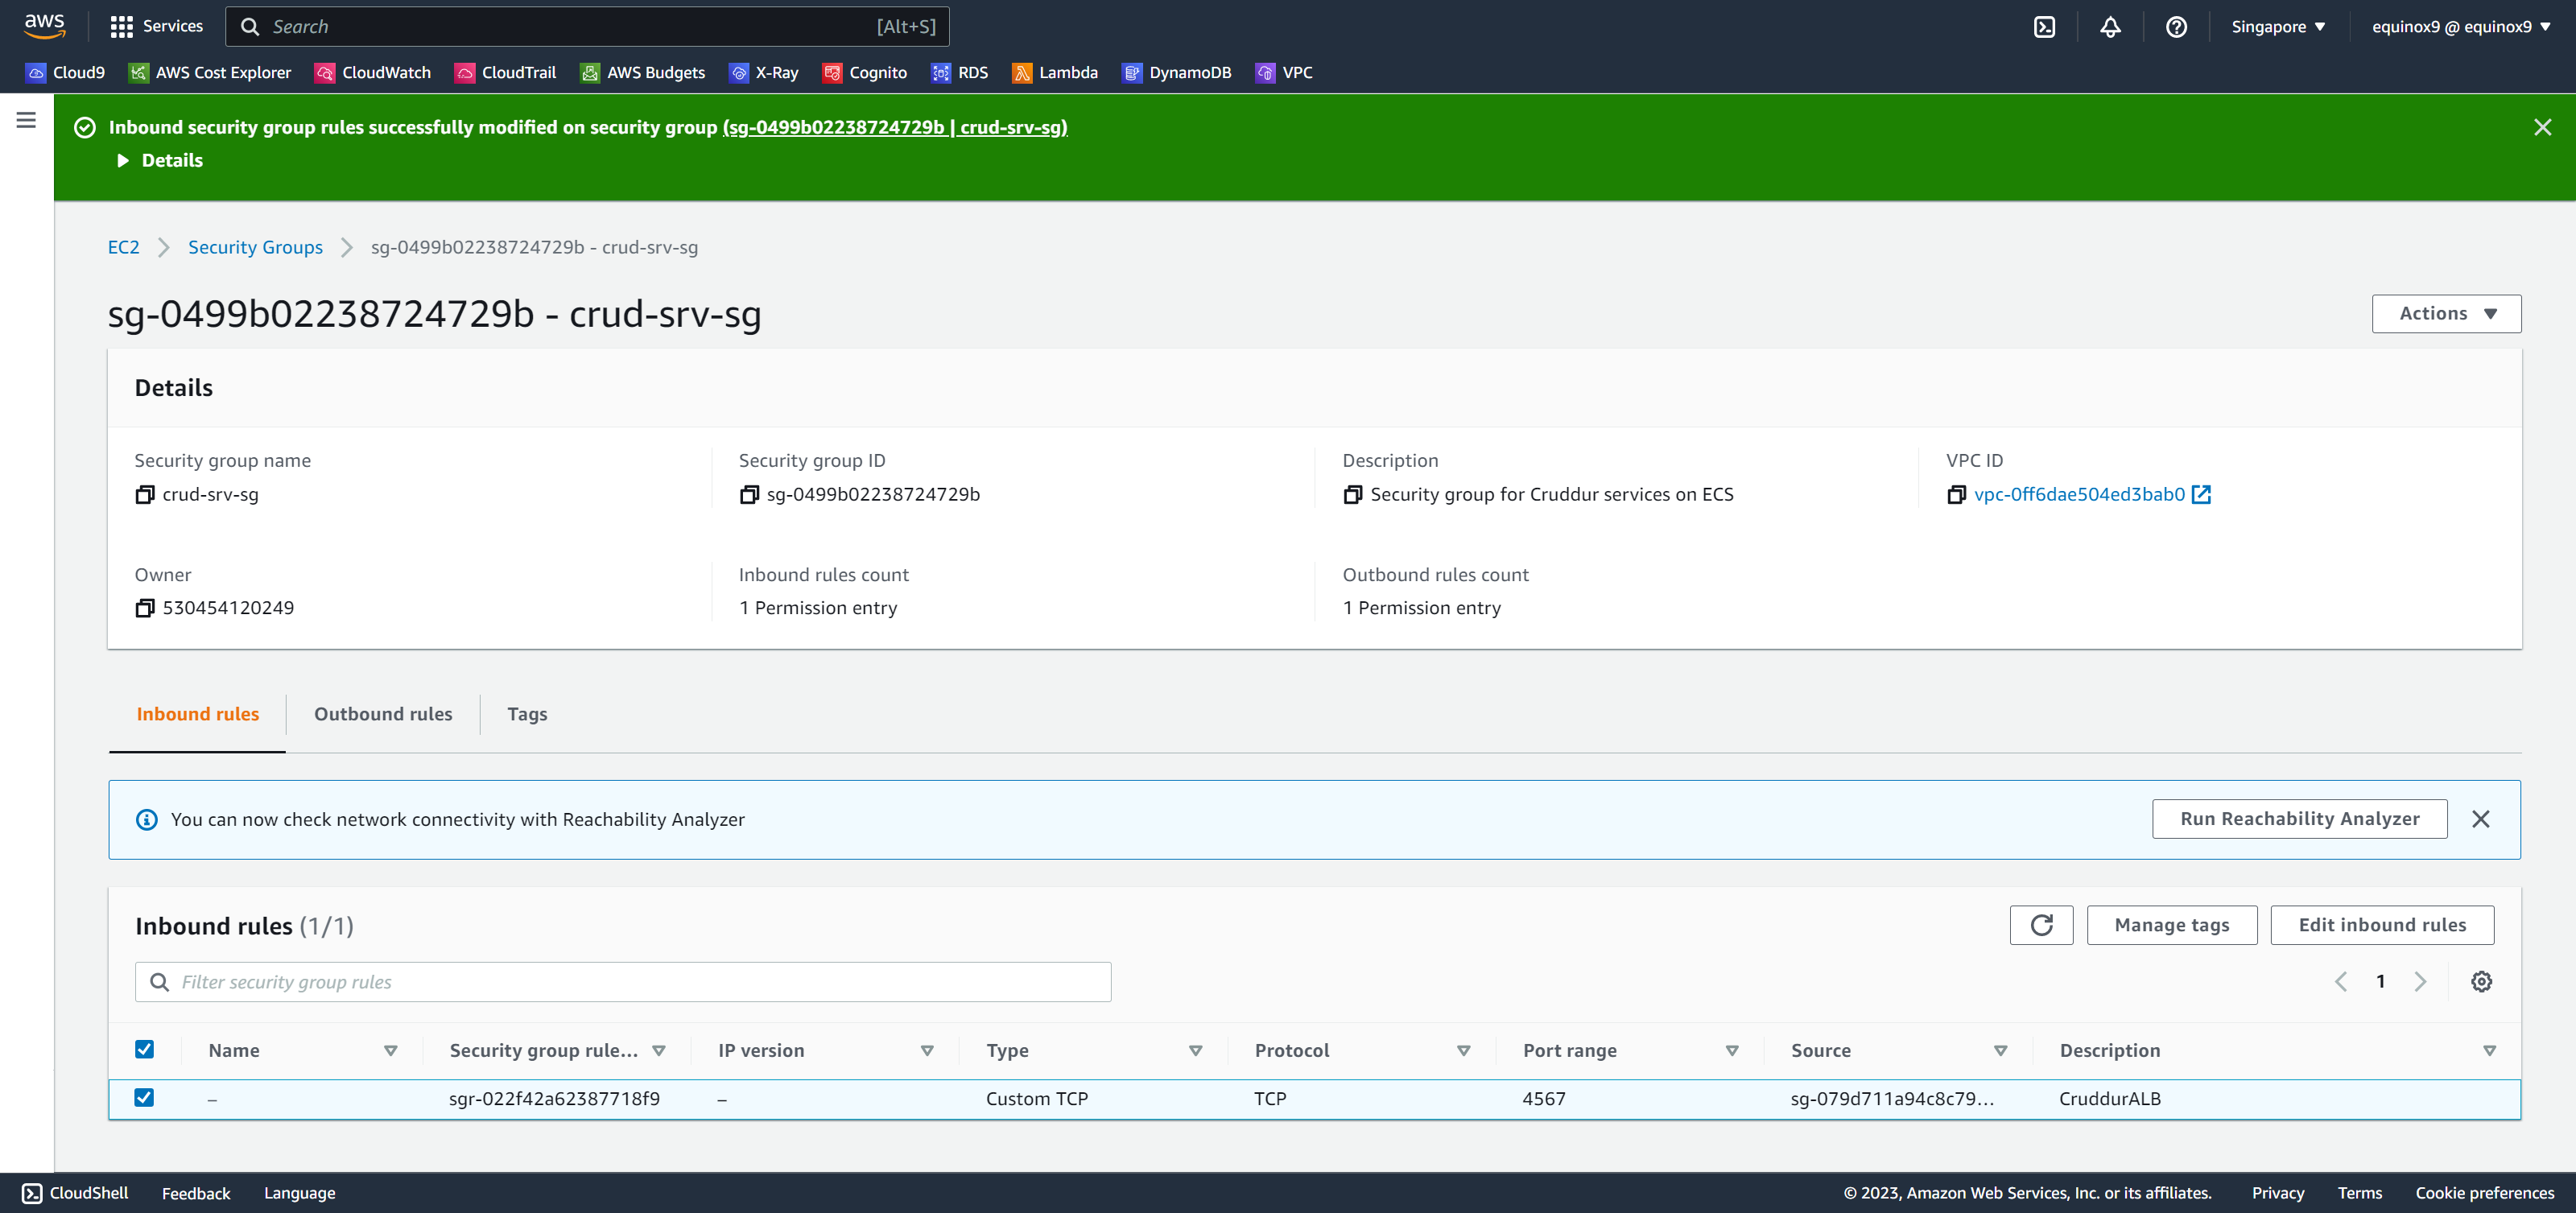 aws Services Search [Alt+S] Singapore ▼ equinox9 @ equinox9 ▼
Cloud9 AWS Cost Explorer CloudWatch CloudTrail AWS Budgets X-Ray Cognito RDS Lambda DynamoDB VPC
Inbound security group rules successfully modified on security group (sg-0499b02238724729b | crud-srv-sg)
Details
EC2 > Security Groups > sg-0499b02238724729b - crud-srv-sg
sg-0499b02238724729b - crud-srv-sg Actions ▼
Details
Security group name Security group ID Description VPC ID
crud-srv-sg sg-0499b02238724729b Security group for Cruddur services on ECS vpc-0ff6dae504ed3bab0
Owner Inbound rules count Outbound rules count
530454120249 1 Permission entry 1 Permission entry
Inbound rules Outbound rules Tags
You can now check network connectivity with Reachability Analyzer Run Reachability Analyzer
Inbound rules (1/1) Manage tags Edit inbound rules
Filter security group rules 1
Name Security group rule... IP version Type Protocol Port range Source Description
– sgr-022f42a62387718f9 – Custom TCP TCP 4567 sg-079d711a94c8c79... CruddurALB
CloudShell Feedback Language © 2023, Amazon Web Services, Inc. or its affiliates. Privacy Terms Cookie preferences